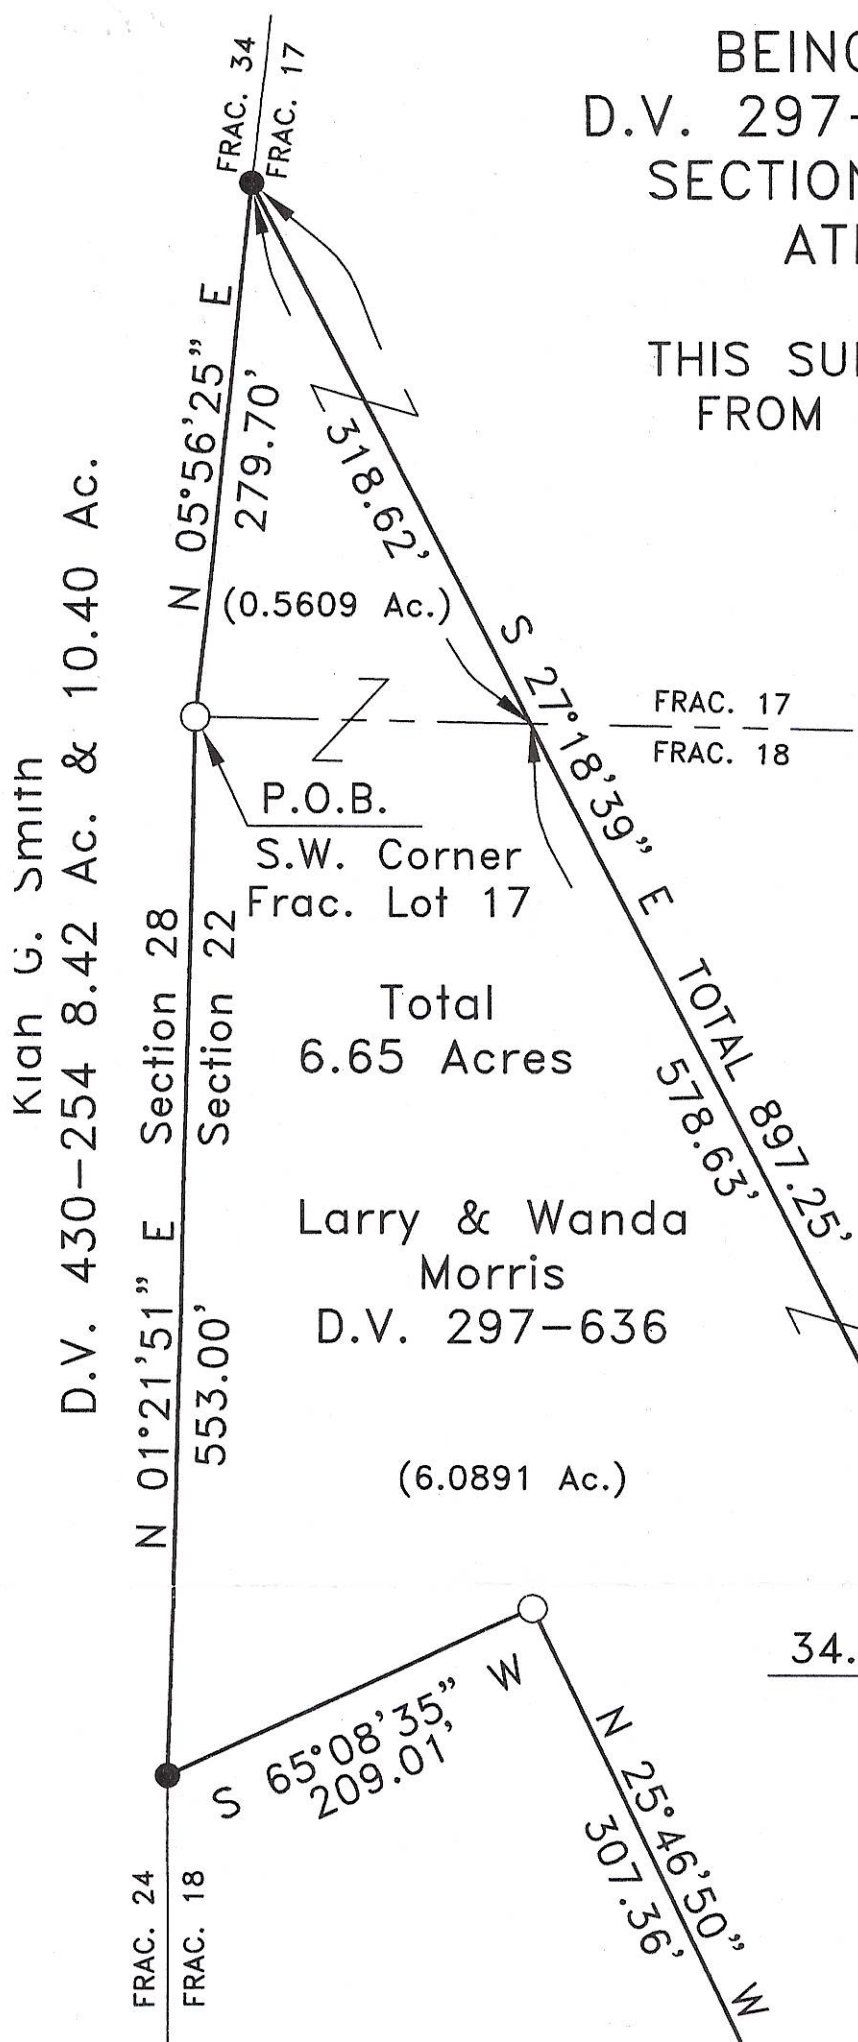 BEING
D.V. 297-
SECTION
THIS SU
FROM
FRAC. 34
FRAC. 17
N 05°56'25" E
279.70'
318.62'
(0.5609 Ac.)
S 27°18'39" E TOTAL 897.25'
578.63'
FRAC. 17
FRAC. 18
P.O.B.
S.W. Corner
Frac. Lot 17
Kiah G. Smith
D.V. 430-254 8.42 Ac. & 10.40 Ac.
Section 28
Section 22
Total
6.65 Acres
Larry & Wanda
Morris
D.V. 297-636
N 01°21'51" E
553.00'
(6.0891 Ac.)
34.
S 65°08'35" W
209.01'
N 25°46'50" W
307.36'
FRAC. 24
FRAC. 18